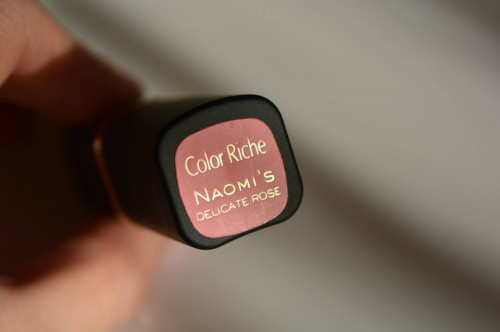 Color Riche
NAOMI'S
DELICATE ROSE